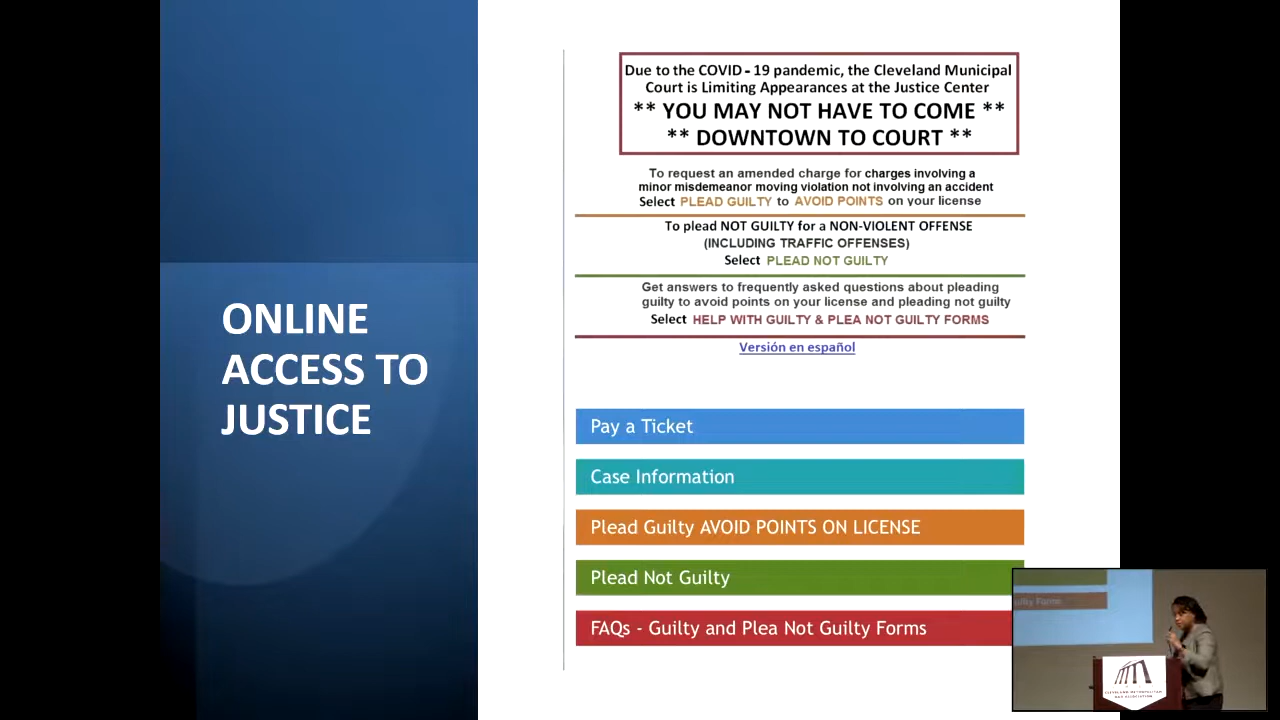 ONLINE
ACCESS TO
JUSTICE
Due to the COVID - 19 pandemic, the Cleveland Municipal
Court is Limiting Appearances at the Justice Center
** YOU MAY NOT HAVE TO COME **
** DOWNTOWN TO COURT **
To request an amended charge for charges involving a
minor misdemeanor moving violation not involving an accident
Select PLEAD GUILTY to AVOID POINTS on your license
To plead NOT GUILTY for a NON-VIOLENT OFFENSE
(INCLUDING TRAFFIC OFFENSES)
Select PLEAD NOT GUILTY
Get answers to frequently asked questions about pleading
guilty to avoid points on your license and pleading not guilty
Select HELP WITH GUILTY & PLEA NOT GUILTY FORMS
Versión en español
Pay a Ticket
Case Information
Plead Guilty AVOID POINTS ON LICENSE
Plead Not Guilty
FAQs - Guilty and Plea Not Guilty Forms
Forms
CLEVELAND METROPOLITAN
BAR ASSOCIATION